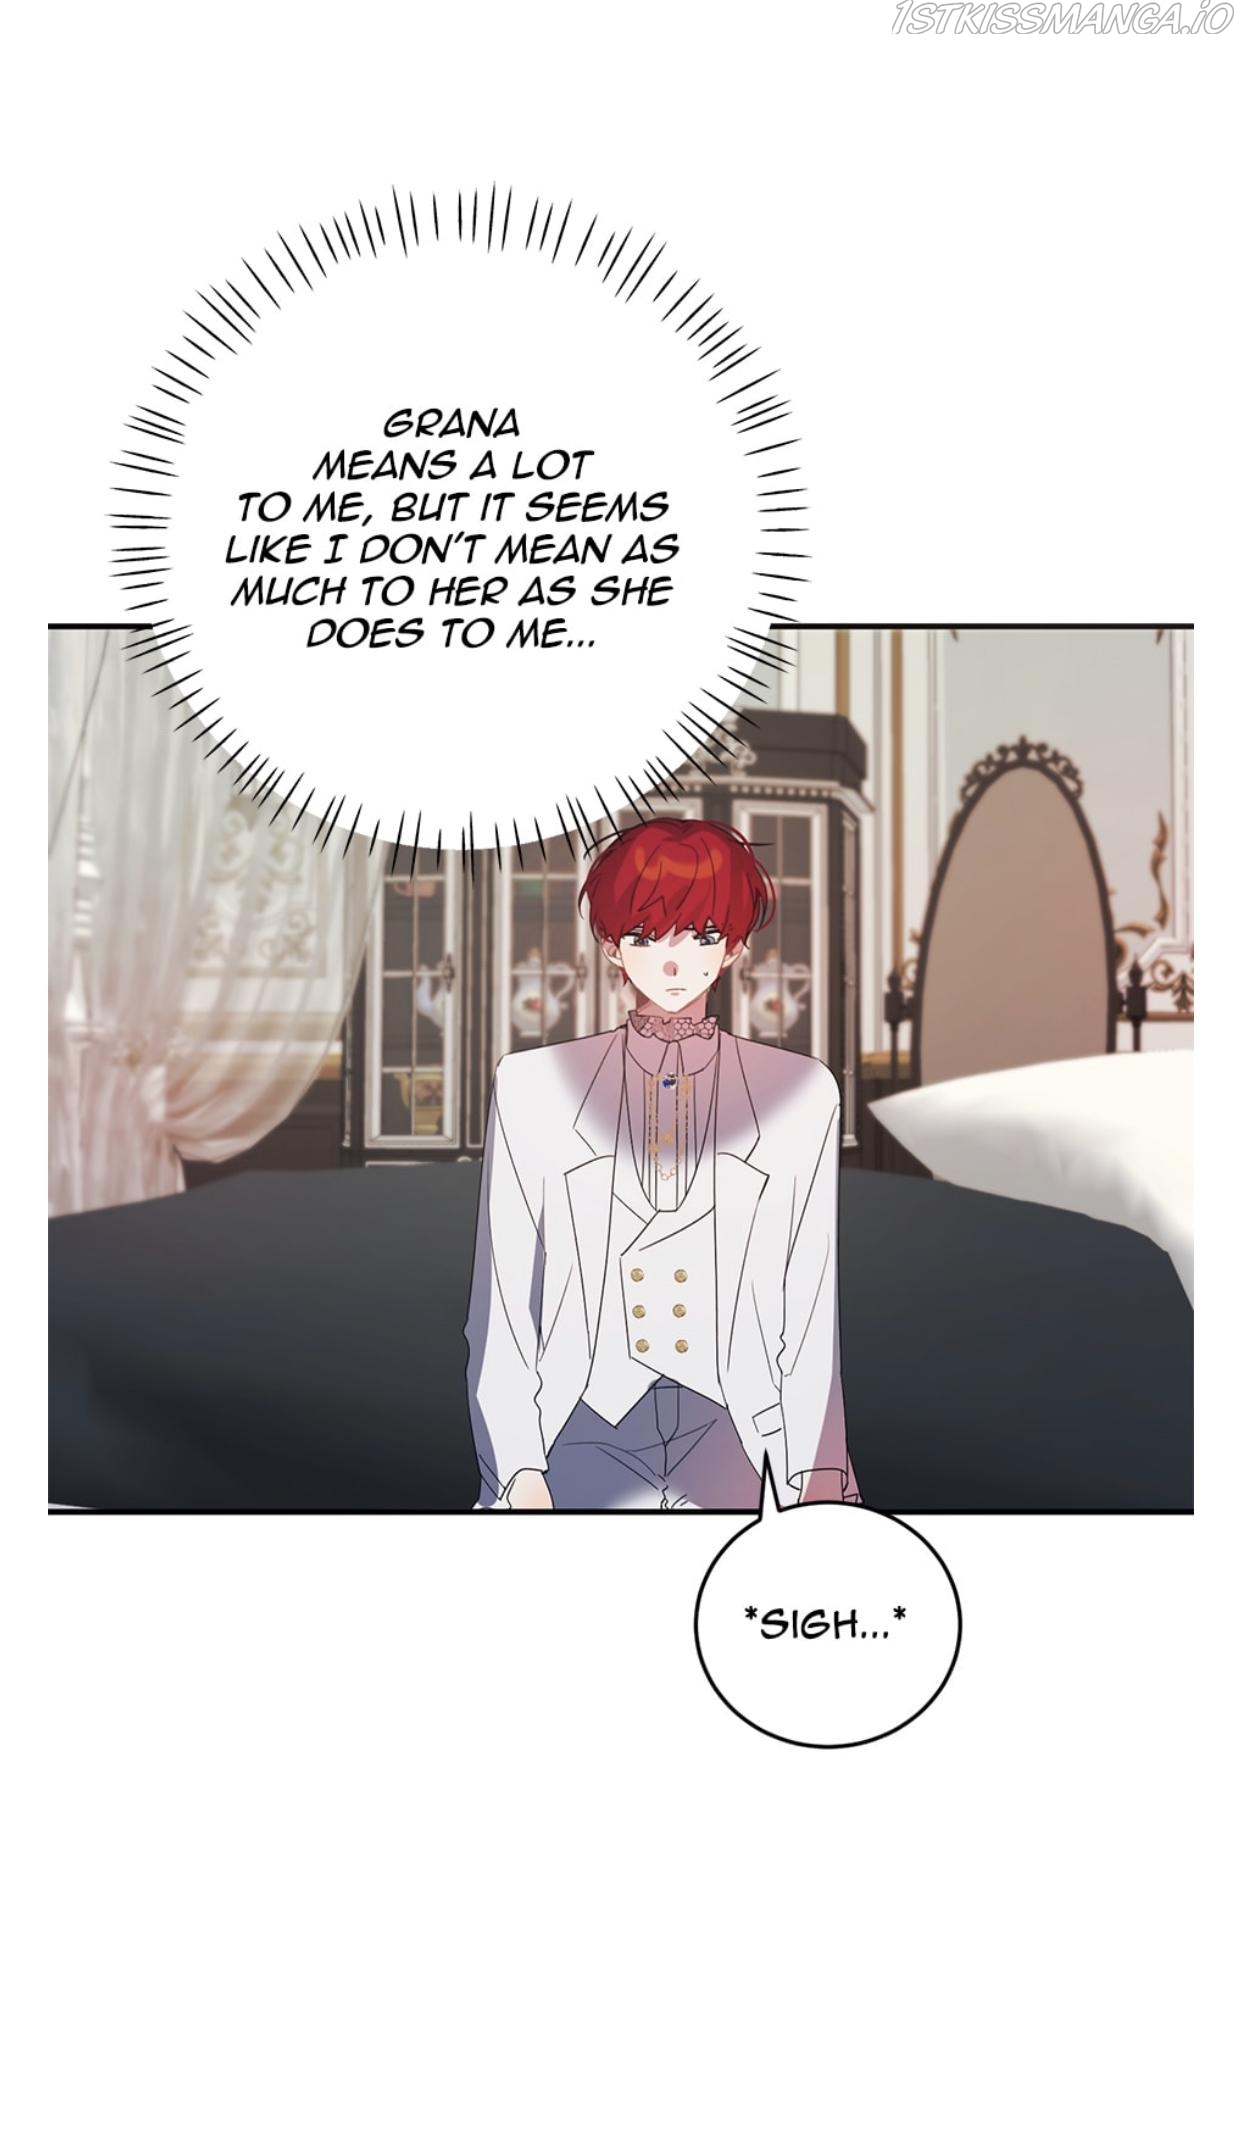 1STKISSMANGA.iO
GRANA
MEANS A LOT
TO ME, BUT IT SEEMS
LIKE I DON'T MEAN AS
MUCH TO HER AS SHE
DOES TO ME...
*SIGH...*